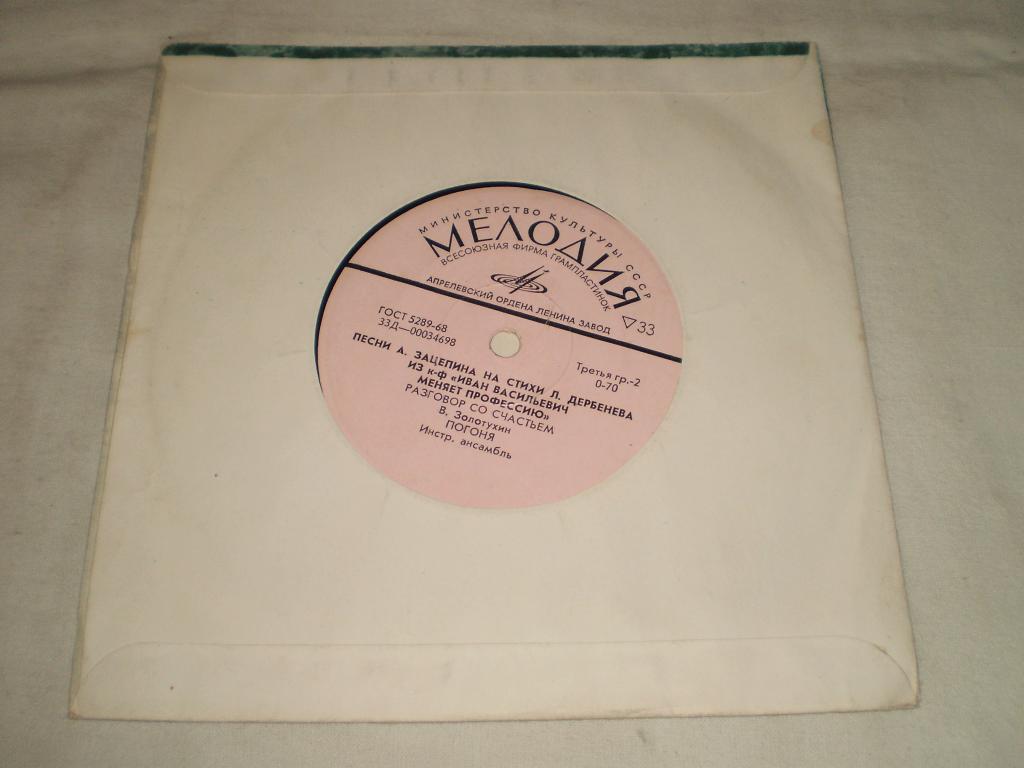 МИНИСТЕРСТВО КУЛЬТУРЫ СССР
МЕЛОДИЯ
ВСЕСОЮЗНАЯ ФИРМА ГРАМПЛАСТИНОК
АПРЕЛЕВСКИЙ ОРДЕНА ЛЕНИНА ЗАВОД
33
ГОСТ 5289-68
33Д—00034698
Третья гр.-2
0-70
ПЕСНИ А. ЗАЦЕПИНА НА СТИХИ Л. ДЕРБЕНЕВА
ИЗ к-ф «ИВАН ВАСИЛЬЕВИЧ
МЕНЯЕТ ПРОФЕССИЮ»
РАЗГОВОР СО СЧАСТЬЕМ
В. Золотухин
ПОГОНЯ
Инстр. ансамбль